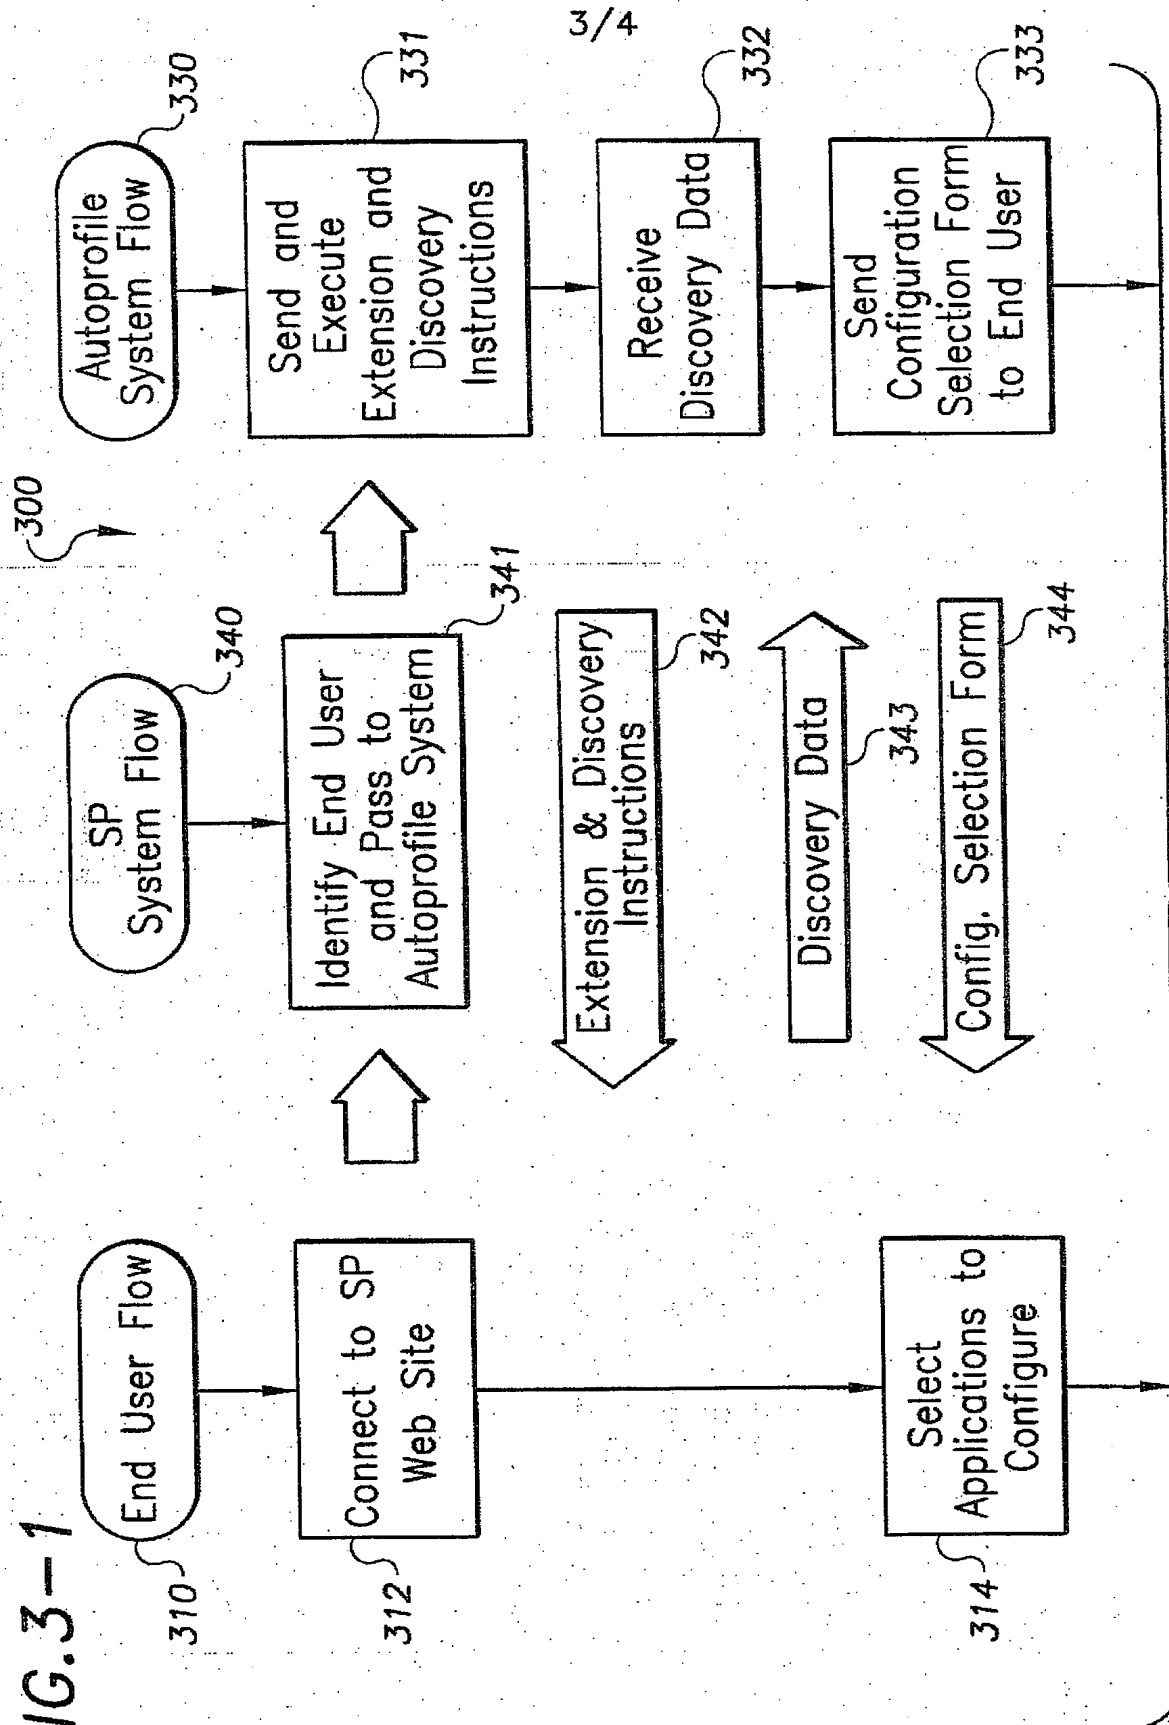 3/4
IG.3-1
300
End User Flow
310
SP
System Flow
340
Autoprofile
System Flow
330
Connect to SP
Web Site
312
Identify End User
and Pass to
Autoprofile System
341
Send and
Execute
Extension and
Discovery
Instructions
331
Extension & Discovery
Instructions
342
Receive
Discovery Data
332
Discovery Data
343
Select
Applications to
Configure
314
Config. Selection Form
344
Send
Configuration
Selection Form
to End User
333